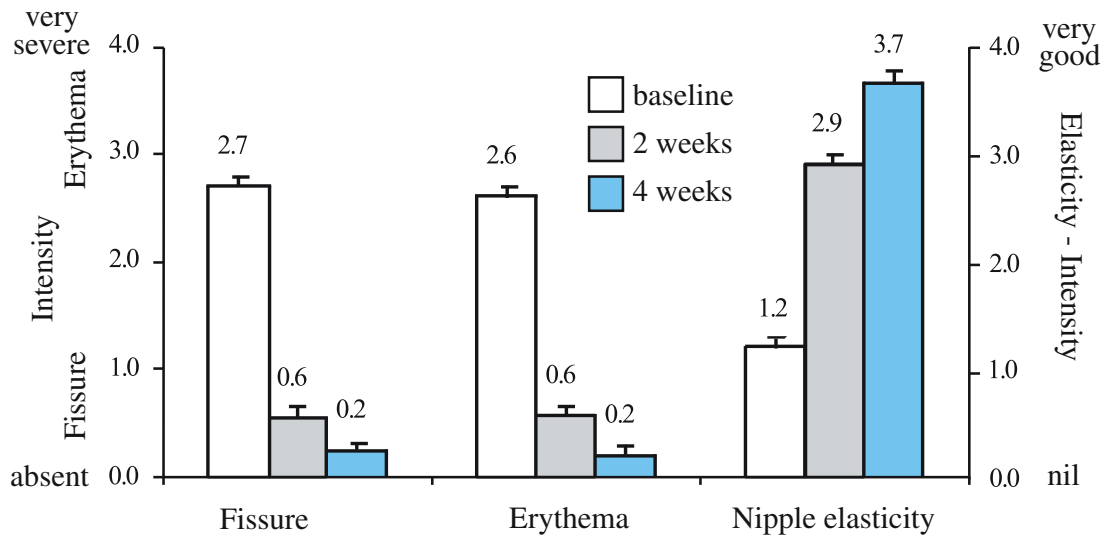 very
severe
4.0
3.7
4.0
very
good
baseline
2 weeks
4 weeks
Erythema
3.0
2.7
2.6
2.9
3.0
Elasticity - Intensity
Intensity
2.0
2.0
1.2
Fissure
1.0
0.6
0.2
0.6
0.2
1.0
absent
0.0
0.0
nil
Fissure
Erythema
Nipple elasticity